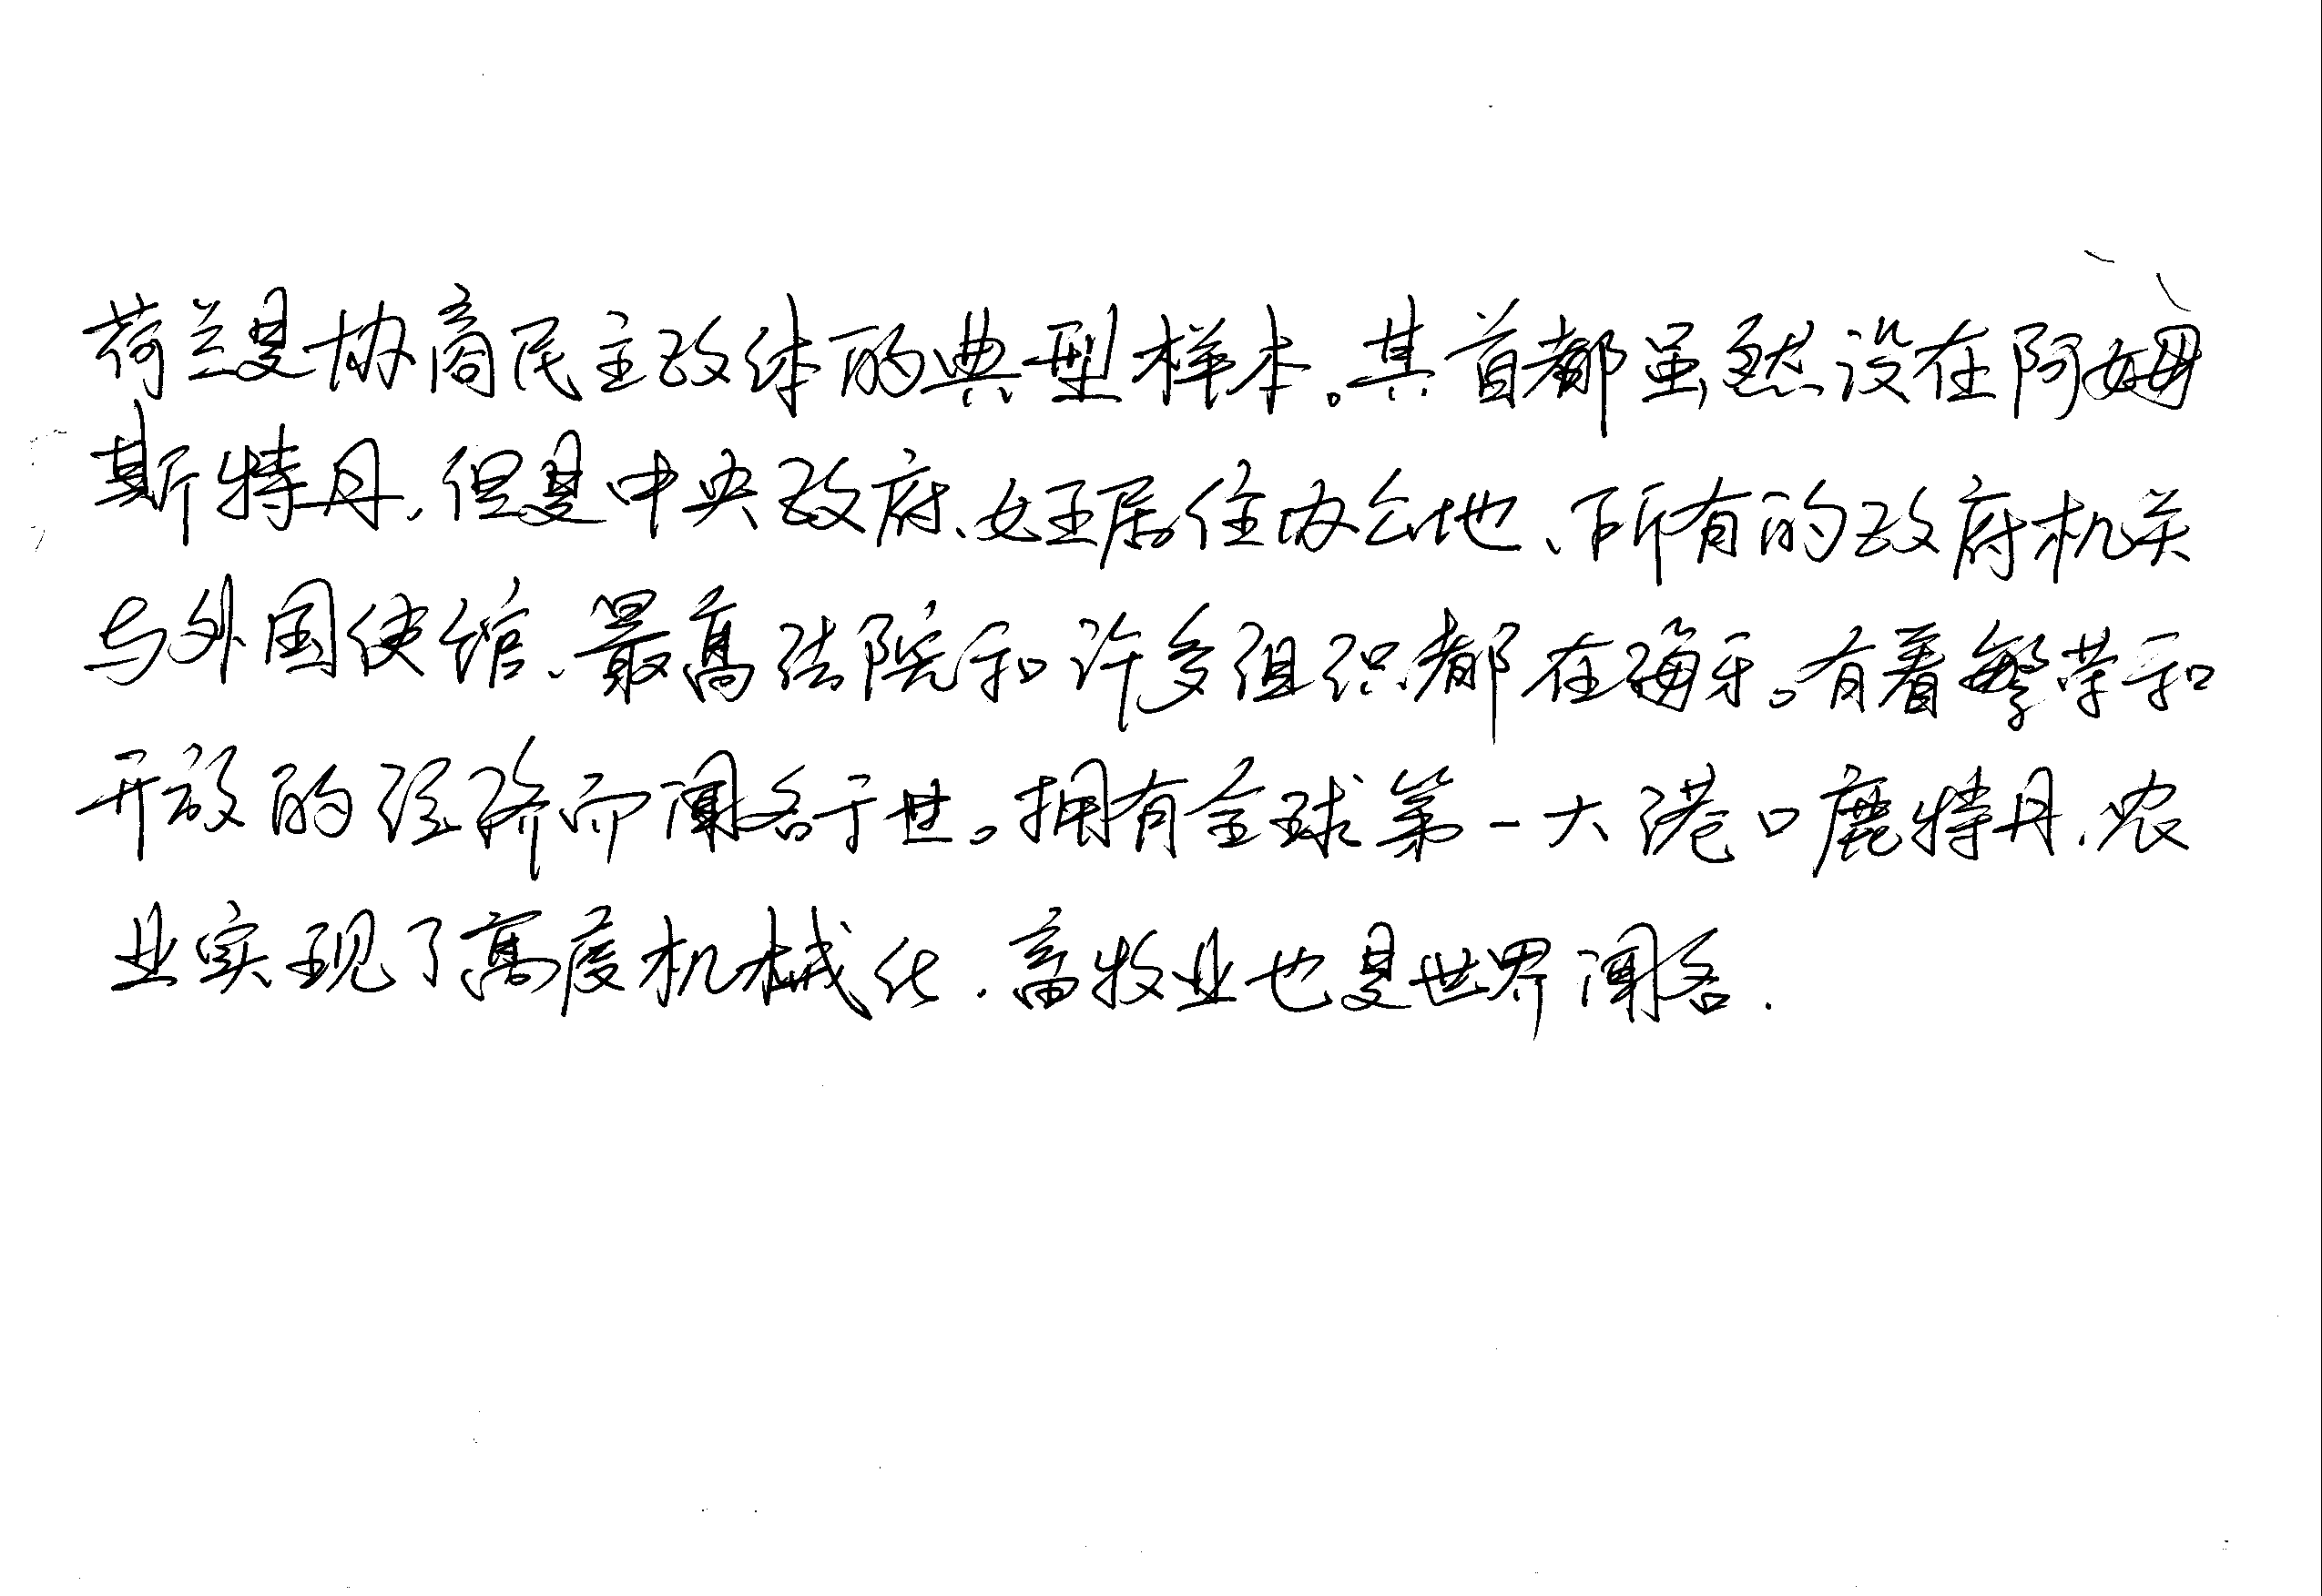 荷兰是协商民主政体的典型样本。其首都虽然设在阿姆
斯特丹,但是中央政府、女王居住办公地、所有的政府机关
与外国使馆、最高法院和许多组织都在海牙。有着繁荣和
开放的经济而闻名于世。拥有全球第一大港口鹿特丹,农
业实现了高度机械化.畜牧业也是世界闻名.